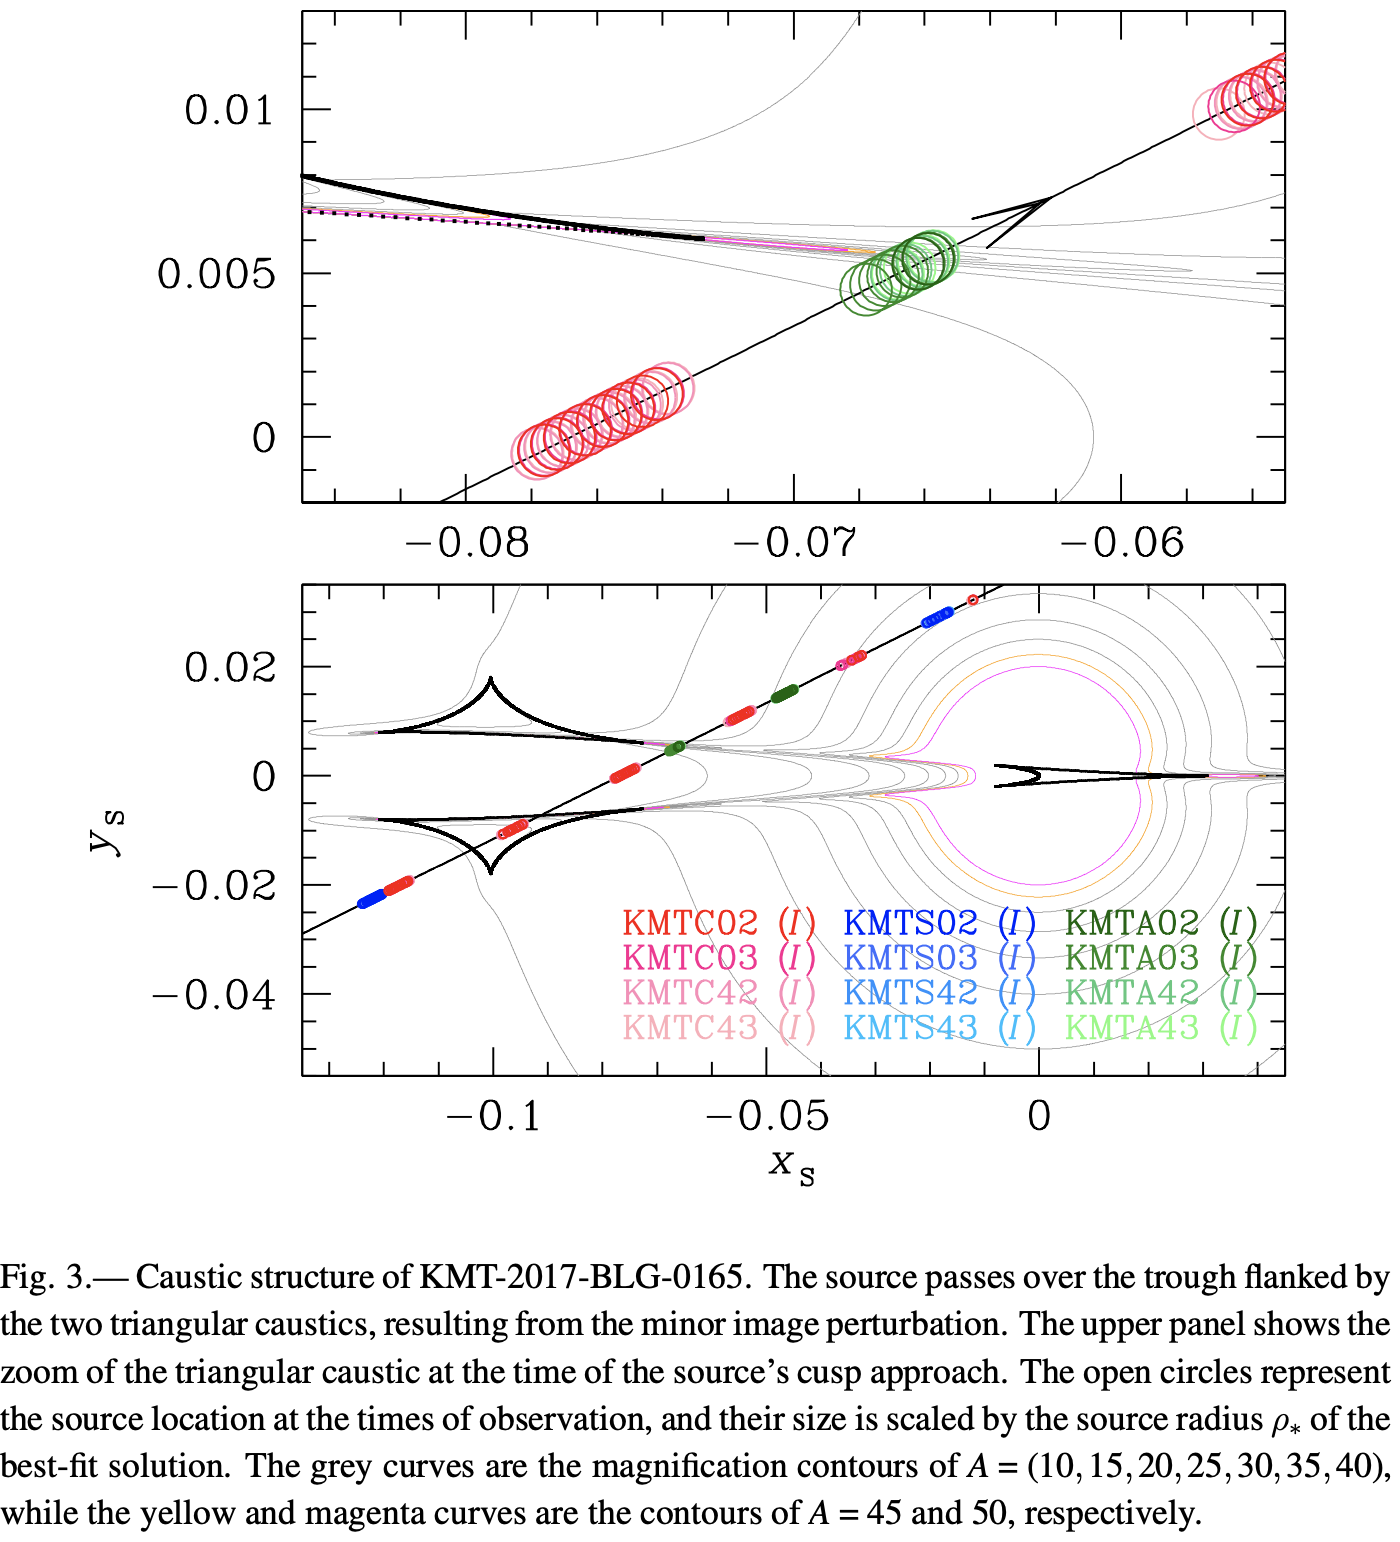 0.01
0.005
0
−0.08 −0.07 −0.06
0.02
0
−0.02
−0.04
y s
KMTC02 (I) KMTS02 (I) KMTA02 (I)
KMTC03 (I) KMTS03 (I) KMTA03 (I)
KMTC42 (I) KMTS42 (I) KMTA42 (I)
KMTC43 (I) KMTS43 (I) KMTA43 (I)
−0.1 −0.05 0
x s
Fig. 3.— Caustic structure of KMT-2017-BLG-0165. The source passes over the trough flanked by
the two triangular caustics, resulting from the minor image perturbation. The upper panel shows the
zoom of the triangular caustic at the time of the source’s cusp approach. The open circles represent
the source location at the times of observation, and their size is scaled by the source radius ρ∗ of the
best-fit solution. The grey curves are the magnification contours of A = (10, 15, 20, 25, 30, 35, 40),
while the yellow and magenta curves are the contours of A = 45 and 50, respectively.